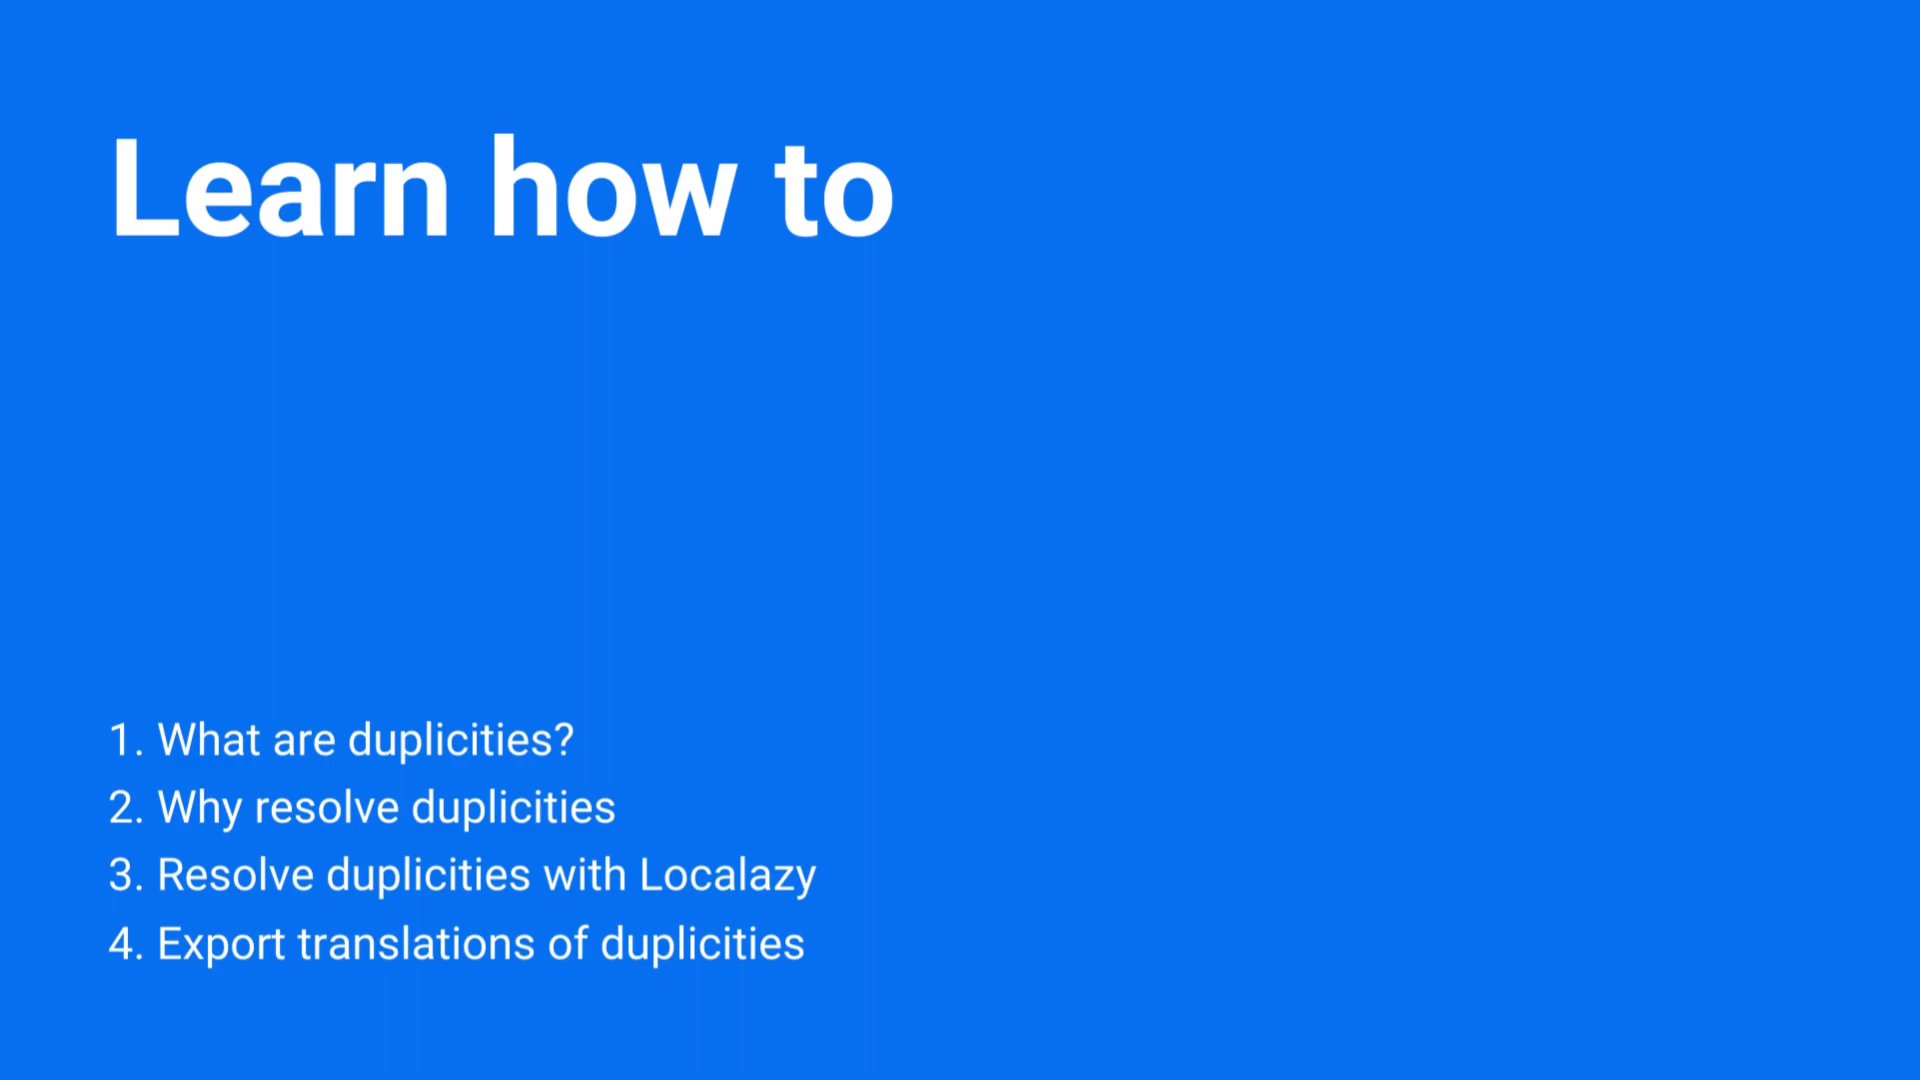 Learn how to
1. What are duplicities?
2. Why resolve duplicities
3. Resolve duplicities with Localazy
4. Export translations of duplicities